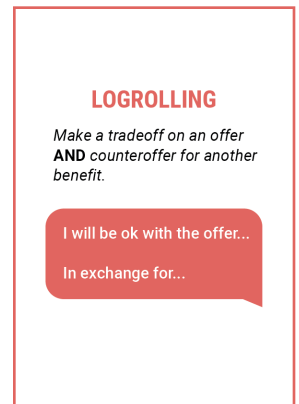 LOGROLLING
Make a tradeoff on an offer
AND counteroffer for another
benefit.
I will be ok with the offer...
In exchange for...